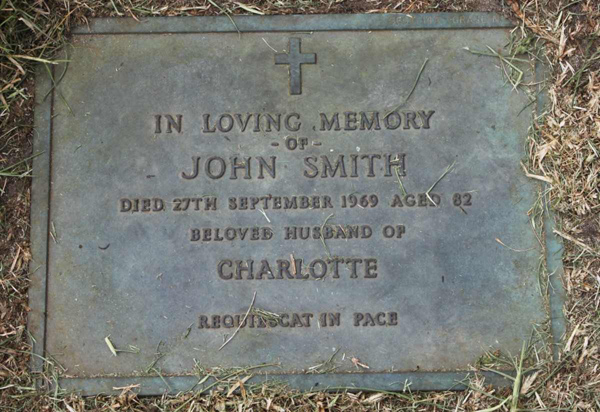 IN LOVING MEMORY
- OF -
JOHN SMITH
DIED 27TH SEPTEMBER 1969 AGED 82
BELOVED HUSBAND OF
CHARLOTTE
REQUIESCAT IN PACE